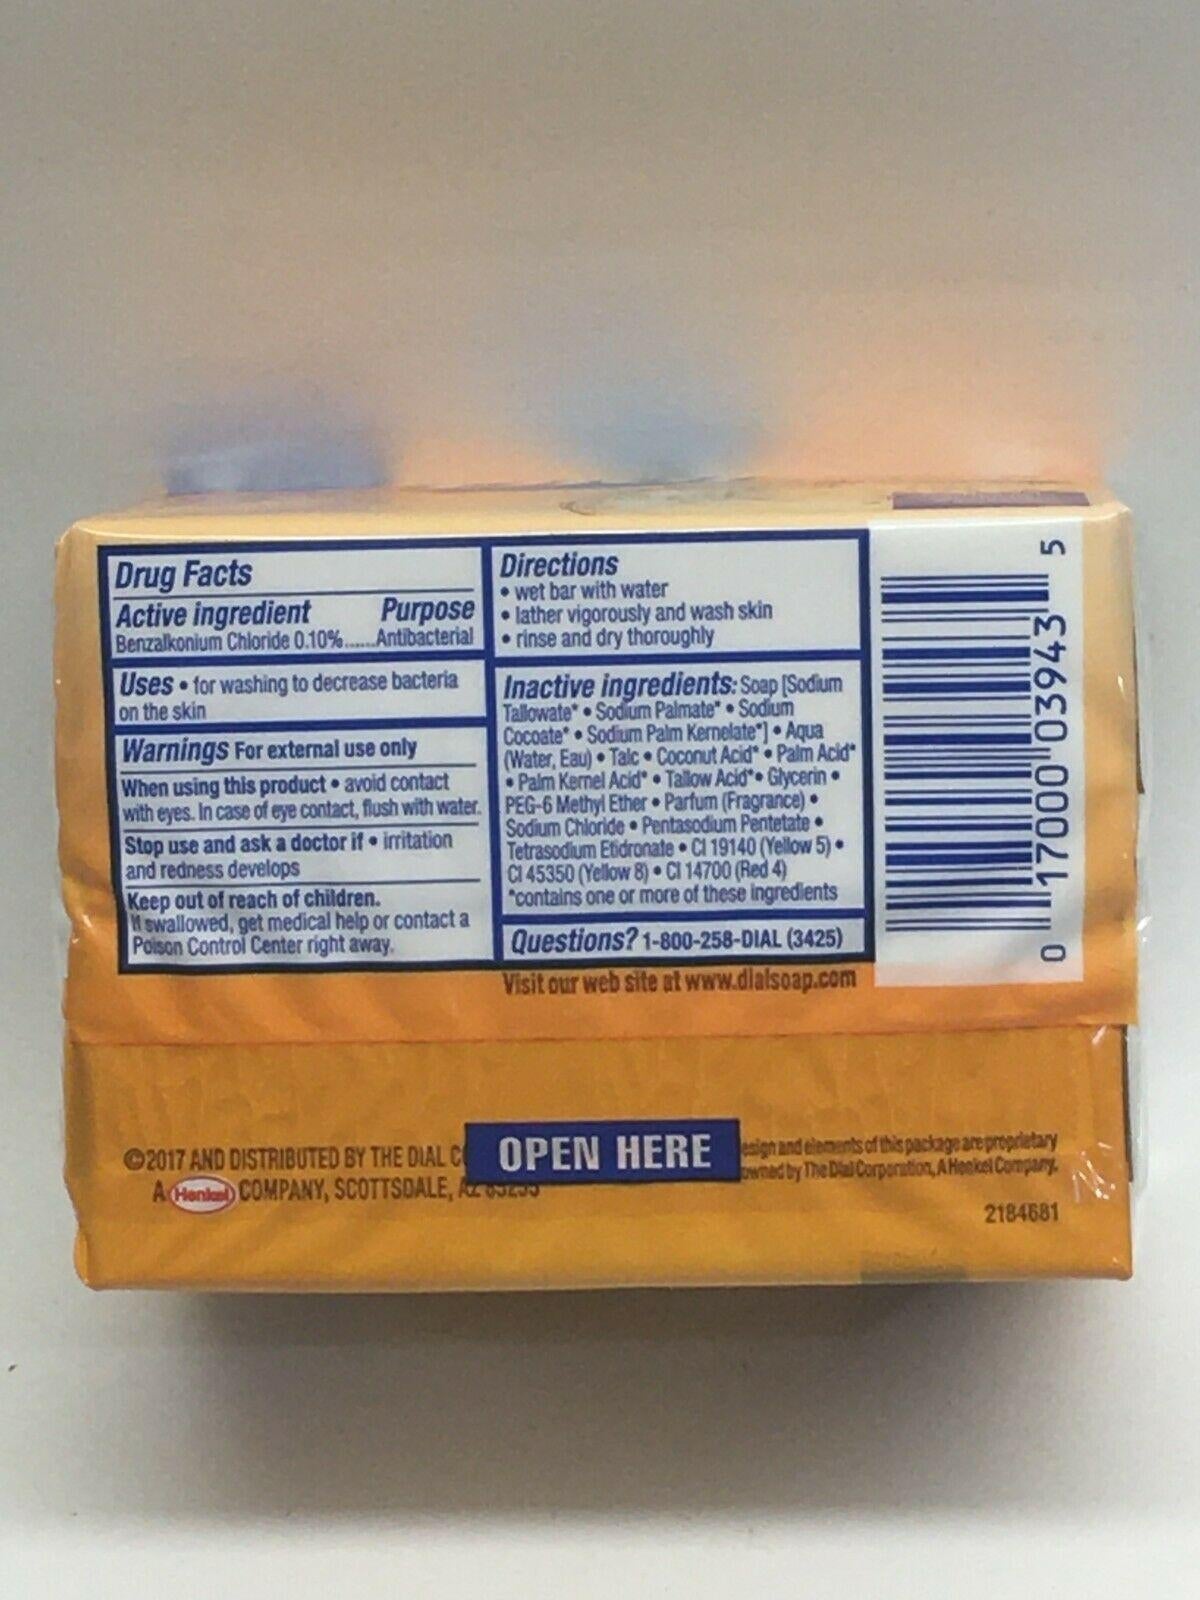 Drug Facts
Active ingredient Purpose
Benzalkonium Chloride 0.10%......Antibacterial
Uses • for washing to decrease bacteria
on the skin
Warnings For external use only
When using this product • avoid contact
with eyes. In case of eye contact, flush with water.
Stop use and ask a doctor if • irritation
and redness develops
Keep out of reach of children.
If swallowed, get medical help or contact a
Poison Control Center right away.
Directions
• wet bar with water
• lather vigorously and wash skin
• rinse and dry thoroughly
Inactive ingredients: Soap [Sodium
Tallowate* • Sodium Palmate* • Sodium
Cocoate* • Sodium Palm Kernelate*] • Aqua
(Water, Eau) • Talc • Coconut Acid* • Palm Acid*
• Palm Kernel Acid* • Tallow Acid* • Glycerin •
PEG-6 Methyl Ether • Parfum (Fragrance) •
Sodium Chloride • Pentasodium Pentetate •
Tetrasodium Etidronate • CI 19140 (Yellow 5) •
CI 45350 (Yellow 8) • CI 14700 (Red 4)
*contains one or more of these ingredients
Questions? 1-800-258-DIAL (3425)
Visit our web site at www.dialsoap.com
0 17000 03943 5
©2017 AND DISTRIBUTED BY THE DIAL
A Henkel COMPANY, SCOTTSDALE, AZ
OPEN HERE
and elements of this package are proprietary
by The Dial Corporation, A Henkel Company.
2184681